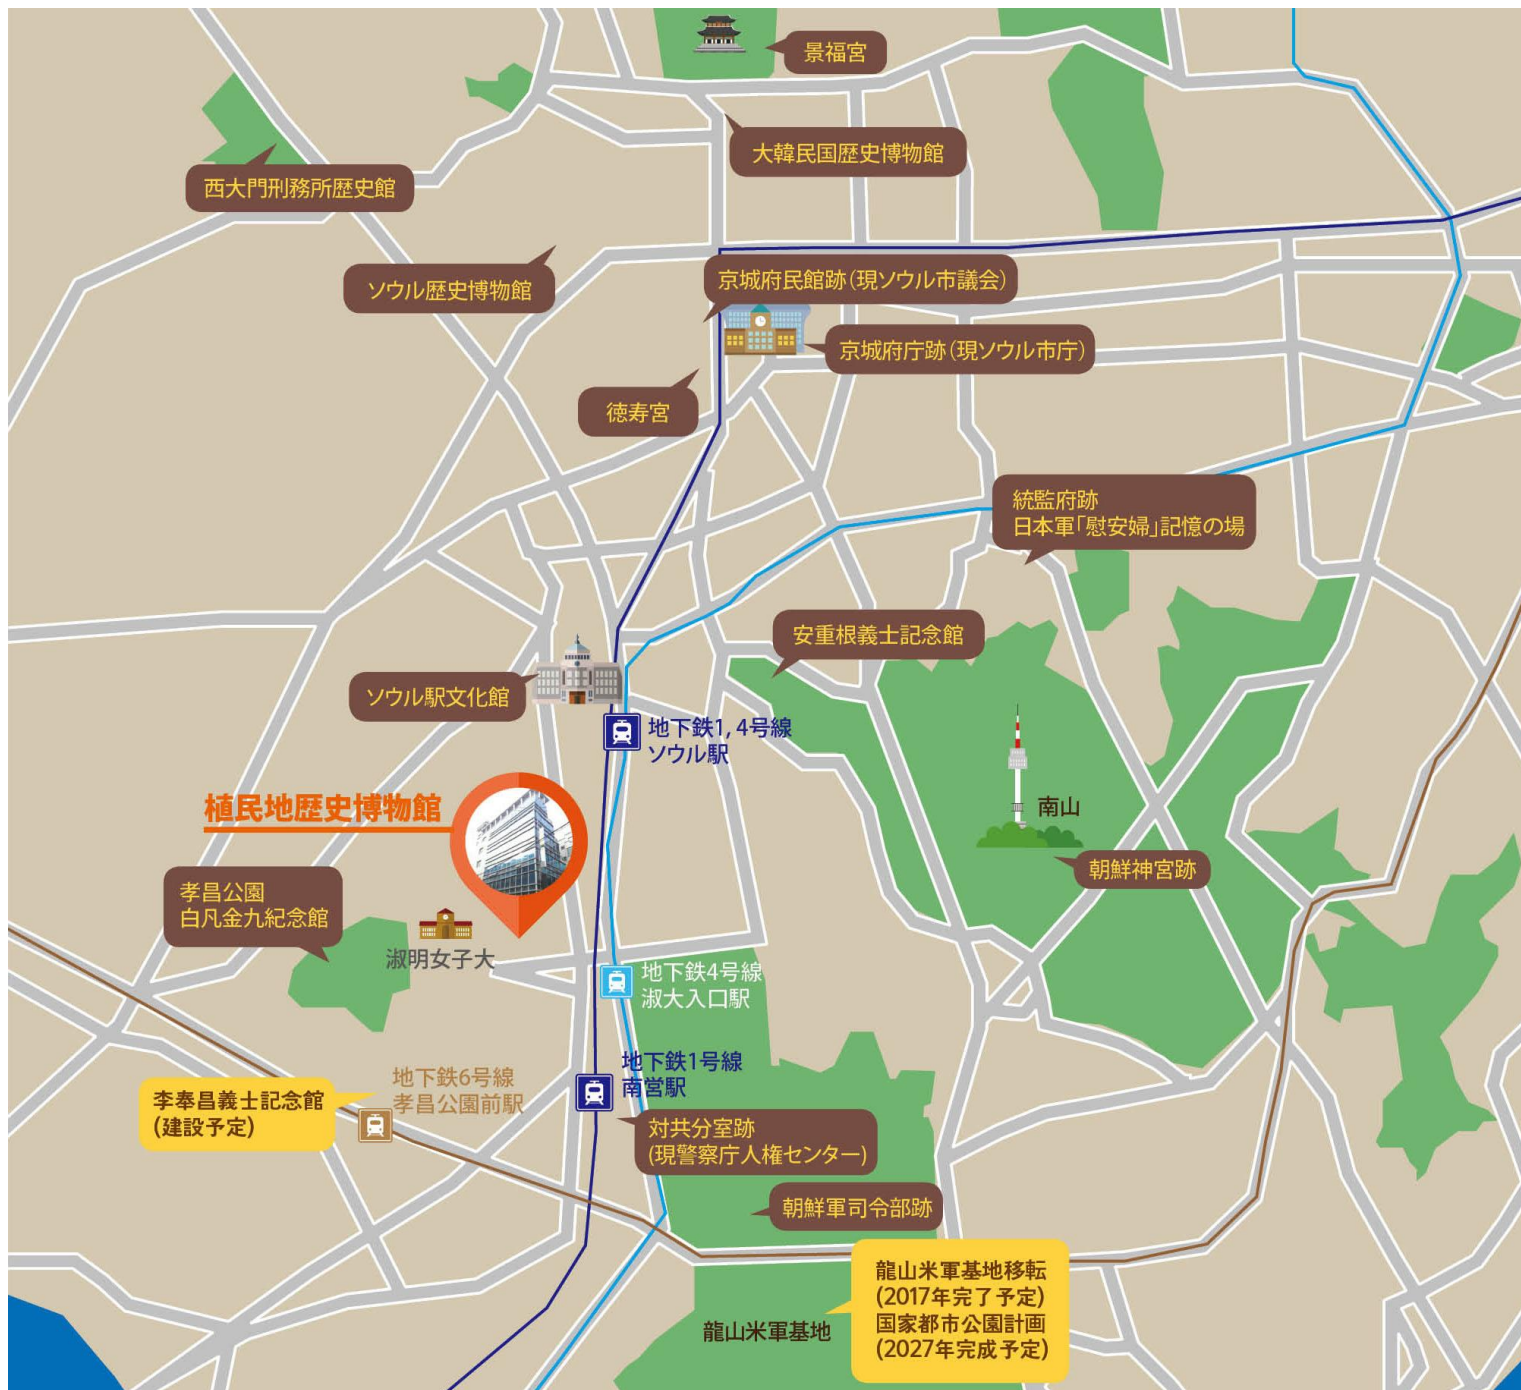 景福宮
大韓民国歴史博物館
西大門刑務所歴史館
ソウル歴史博物館
京城府民館跡(現ソウル市議会)
京城府庁跡(現ソウル市庁)
徳寿宮
統監府跡
日本軍「慰安婦」記憶の場
安重根義士記念館
ソウル駅文化館
地下鉄1, 4号線
ソウル駅
植民地歴史博物館
南山
朝鮮神宮跡
孝昌公園
白凡金九紀念館
淑明女子大
地下鉄4号線
淑大入口駅
地下鉄1号線
南営駅
地下鉄6号線
孝昌公園前駅
李奉昌義士記念館
(建設予定)
対共分室跡
(現警察庁人権センター)
朝鮮軍司令部跡
龍山米軍基地移転
(2017年完了予定)
国家都市公園計画
(2027年完成予定)
龍山米軍基地